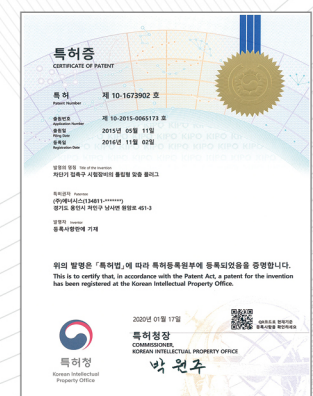 특허증
CERTIFICATE OF PATENT
특 허 제 10-1673902 호
Patent Number
출원번호 제 10-2015-0065173 호
Application Number
출원일 2015년 05월 11일
Filing Date
등록일 2016년 11월 02일
Registration Date
발명의 명칭 Title of the Invention
차단기 접촉구 시험장비의 플립형 맞춤 플러그
특허권자 Patentee
(주)에너시스(134811-*******)
경기도 용인시 처인구 남사면 원암로 451-3
발명자 Inventor
등록사항란에 기재
위의 발명은 「특허법」에 따라 특허등록원부에 등록되었음을 증명합니다.
This is to certify that, in accordance with the Patent Act, a patent for the invention
has been registered at the Korean Intellectual Property Office.
2020년 01월 17일
QR코드로 현재기준
등록사항을 확인하세요
특허청
Korean Intellectual
Property Office
특허청장
COMMISSIONER,
KOREAN INTELLECTUAL PROPERTY OFFICE
박원주